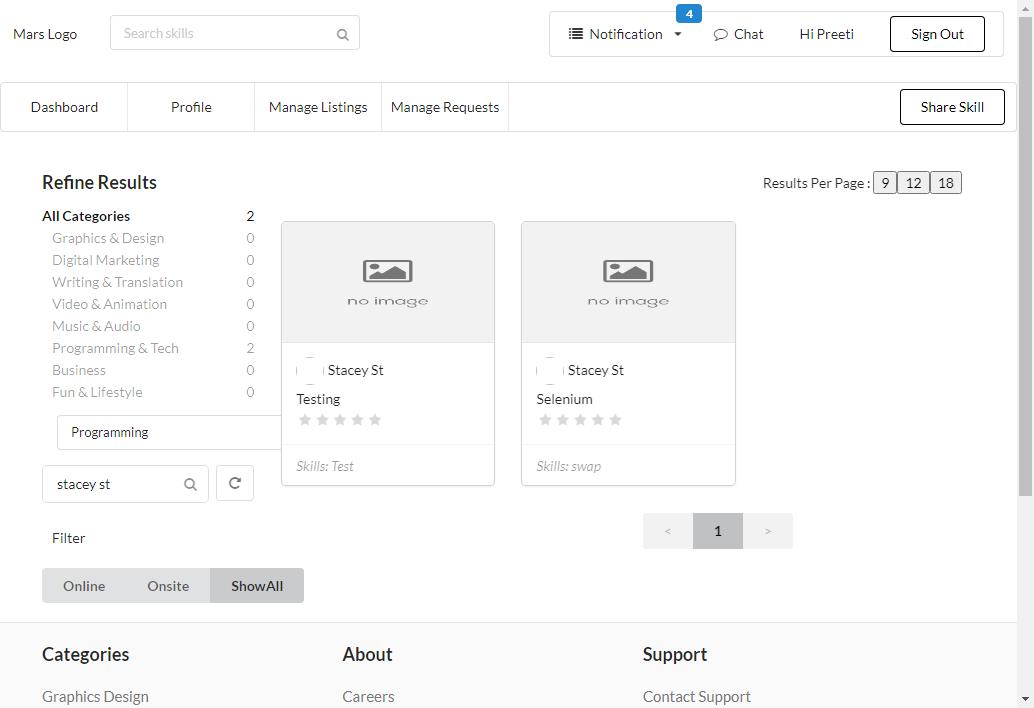 Mars Logo
Search skills
Notification
4
Chat
Hi Preeti
Sign Out
Dashboard
Profile
Manage Listings
Manage Requests
Share Skill
Refine Results
Results Per Page : 9 12 18
All Categories 2
Graphics & Design 0
Digital Marketing 0
Writing & Translation 0
Video & Animation 0
Music & Audio 0
Programming & Tech 2
Business 0
Fun & Lifestyle 0
Programming
stacey st
Filter
Online Onsite ShowAll
no image
Stacey St
Testing
Skills: Test
no image
Stacey St
Selenium
Skills: swap
< 1 >
Categories
Graphics Design
About
Careers
Support
Contact Support